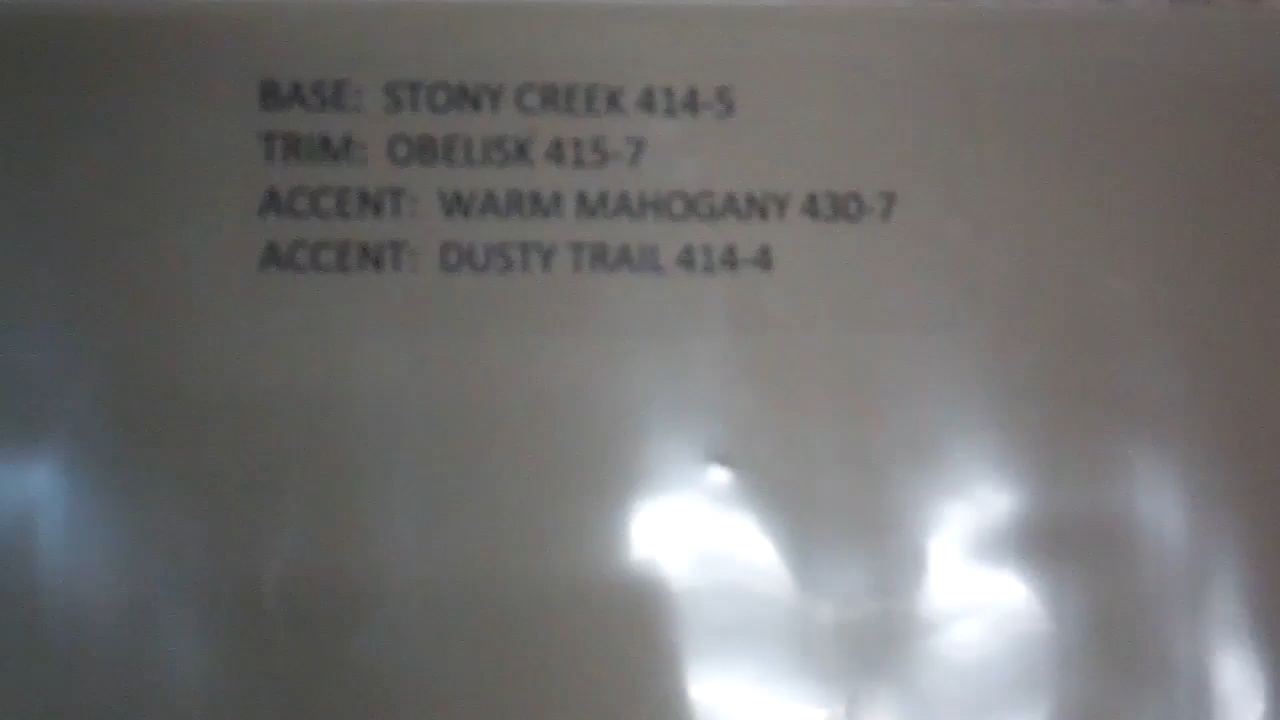 BASE: STONY CREEK 414-5
TRIM: OBELISK 415-7
ACCENT: WARM MAHOGANY 430-7
ACCENT: DUSTY TRAIL 414-4